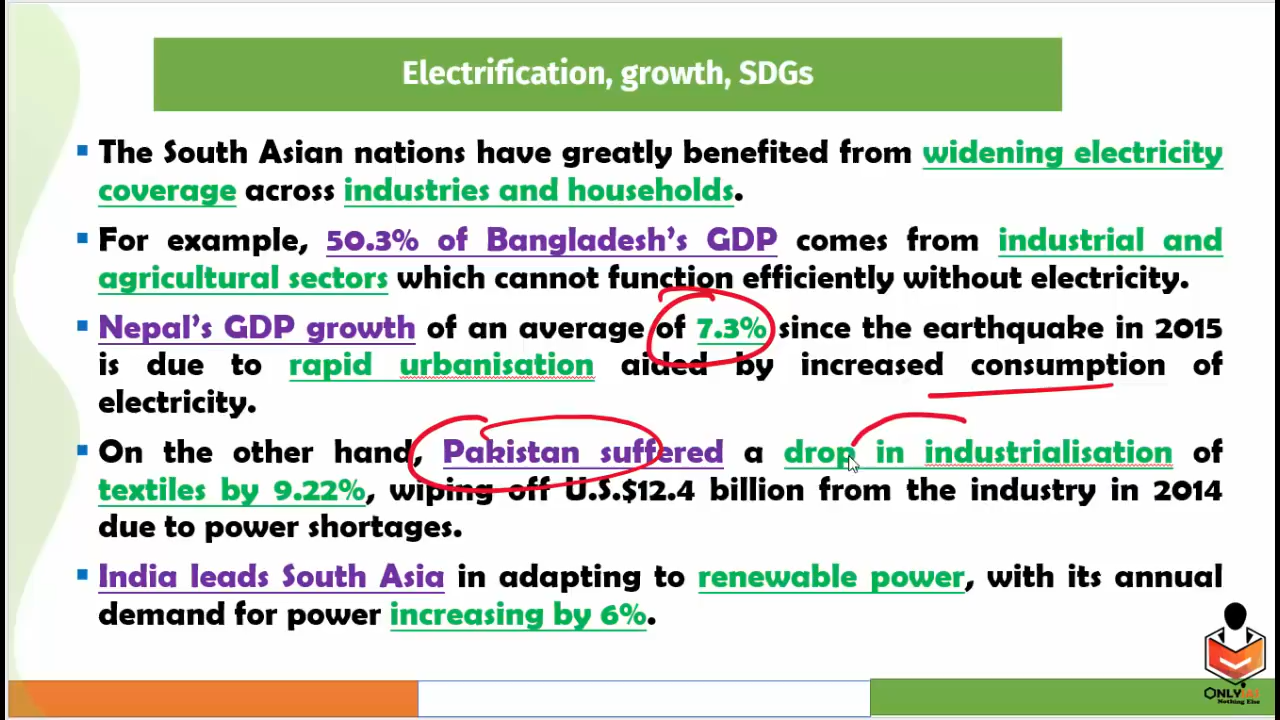 Electrification, growth, SDGs
The South Asian nations have greatly benefited from widening electricity
coverage across industries and households.
For example, 50.3% of Bangladesh's GDP comes from industrial and
agricultural sectors which cannot function efficiently without electricity.
Nepal's GDP growth of an average of 7.3% since the earthquake in 2015
is due to rapid urbanisation aided by increased consumption of
electricity.
On the other hand, Pakistan suffered a drop in industrialisation of
textiles by 9.22%, wiping off U.S.$12.4 billion from the industry in 2014
due to power shortages.
India leads South Asia in adapting to renewable power, with its annual
demand for power increasing by 6%.
ONLY
Nothing Else